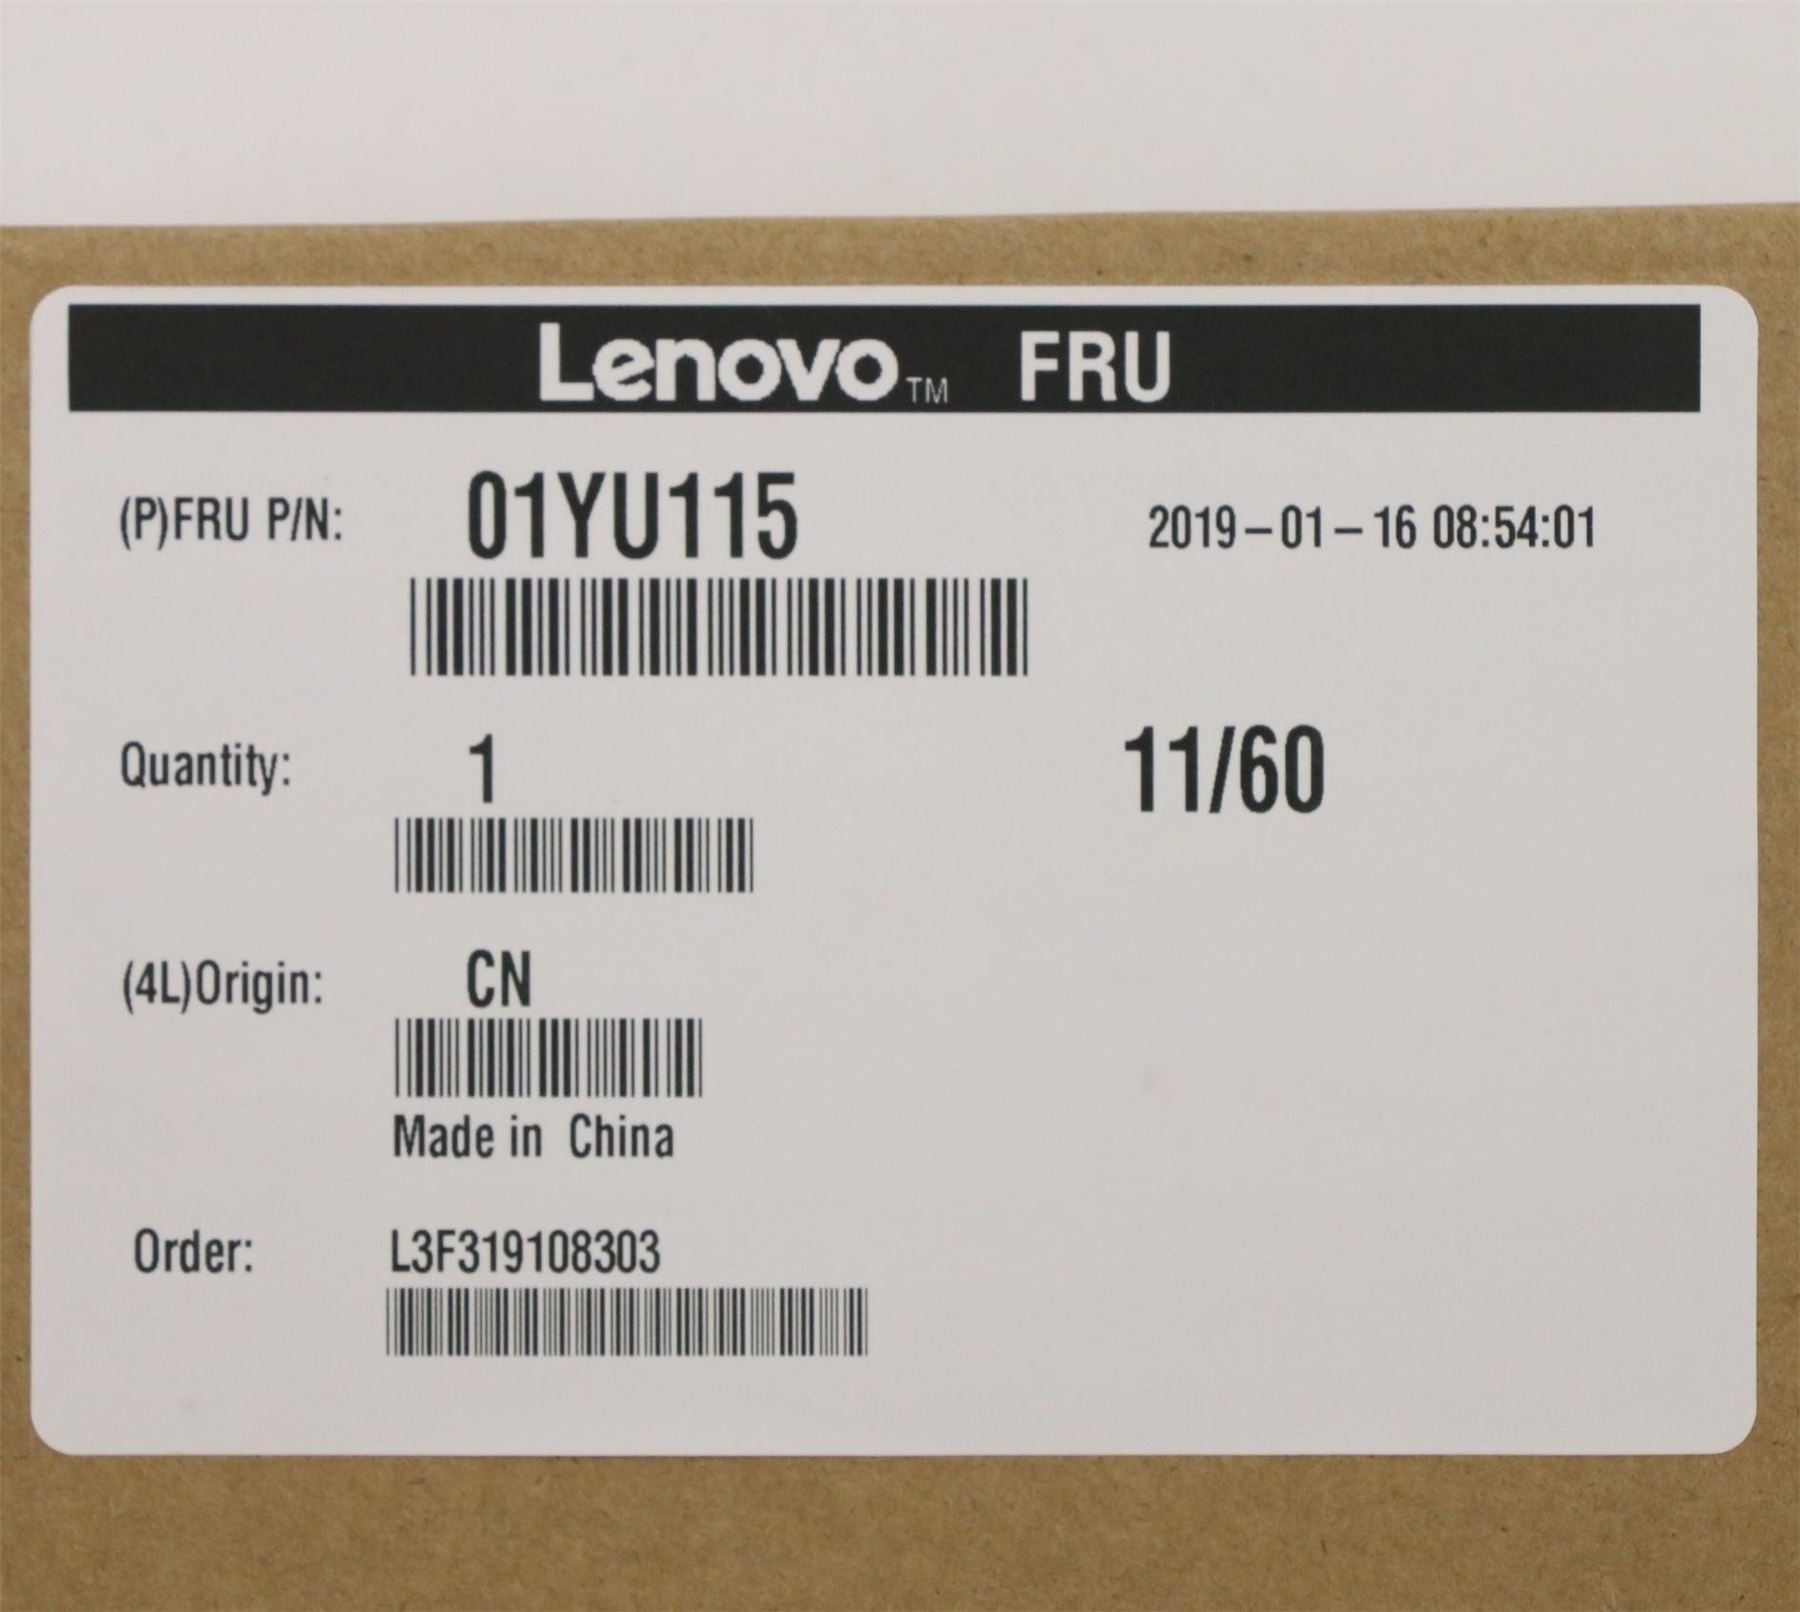 Lenovo™ FRU
(P)FRU P/N: 01YU115 2019-01-16 08:54:01
Quantity: 1 11/60
(4L)Origin: CN
Made in China
Order: L3F319108303